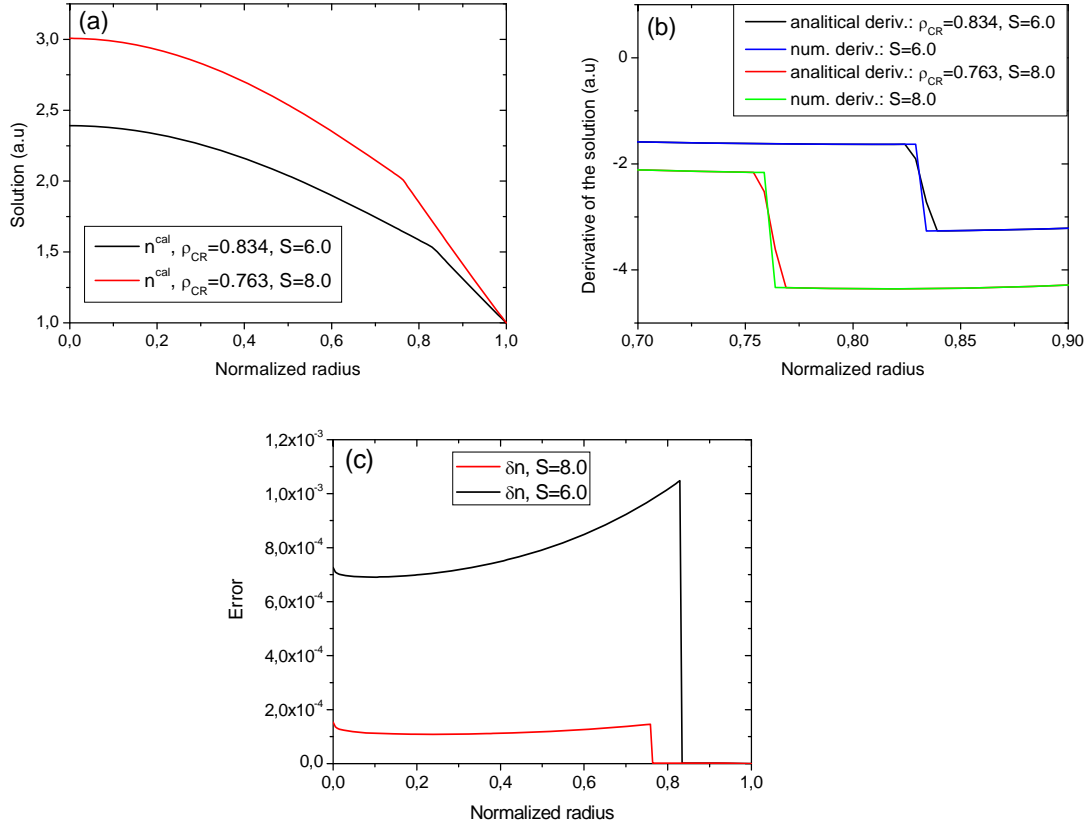 (a)
3,0
2,5
2,0
1,5
1,0
Solution (a.u)
n^cal, ρ_CR=0.834, S=6.0
n^cal, ρ_CR=0.763, S=8.0
0,0 0,2 0,4 0,6 0,8 1,0
Normalized radius
(b)
analitical deriv.: ρ_CR=0.834, S=6.0
num. deriv.: S=6.0
analitical deriv.: ρ_CR=0.763, S=8.0
num. deriv.: S=8.0
0
-2
-4
Derivative of the solution (a.u)
0,70 0,75 0,80 0,85 0,90
Normalized radius
(c)
δn, S=8.0
δn, S=6.0
1,2x10^-3
1,0x10^-3
8,0x10^-4
6,0x10^-4
4,0x10^-4
2,0x10^-4
0,0
Error
0,0 0,2 0,4 0,6 0,8 1,0
Normalized radius